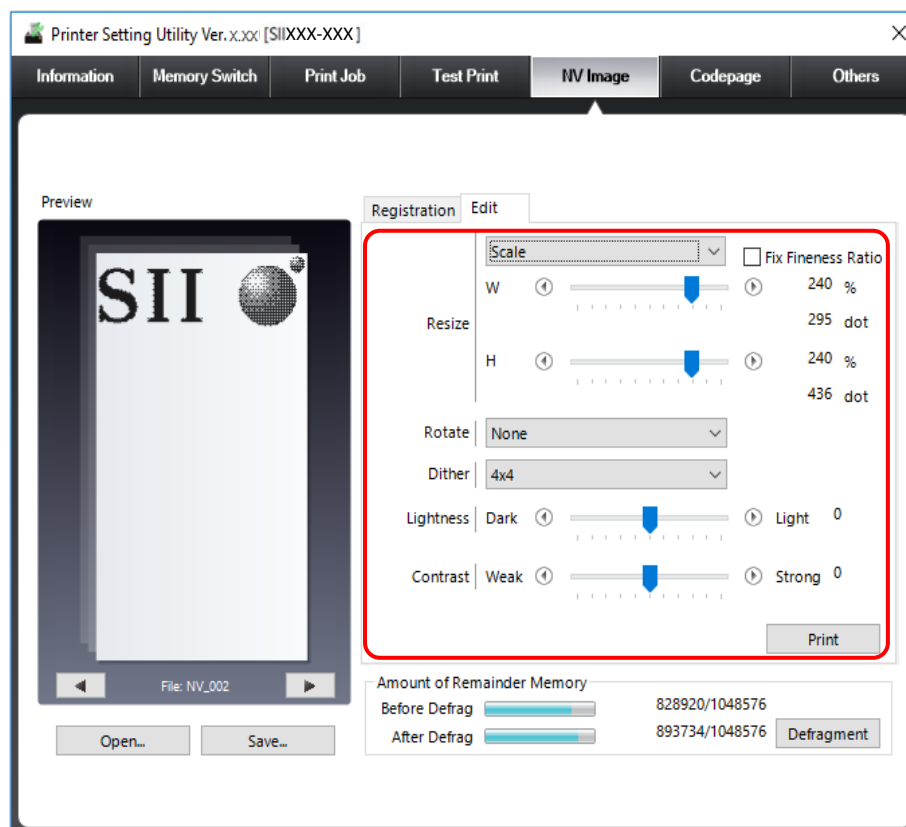 Printer Setting Utility Ver. x.xx [SIIXXX-XXX]
Information Memory Switch Print Job Test Print NV Image Codepage Others
Preview
Registration Edit
SII
Scale Fix Fineness Ratio
W 240 %
295 dot
Resize
H 240 %
436 dot
Rotate None
Dither 4x4
Lightness Dark Light 0
Contrast Weak Strong 0
Print
File: NV_002
Open... Save...
Amount of Remainder Memory
Before Defrag 828920/1048576
After Defrag 893734/1048576 Defragment